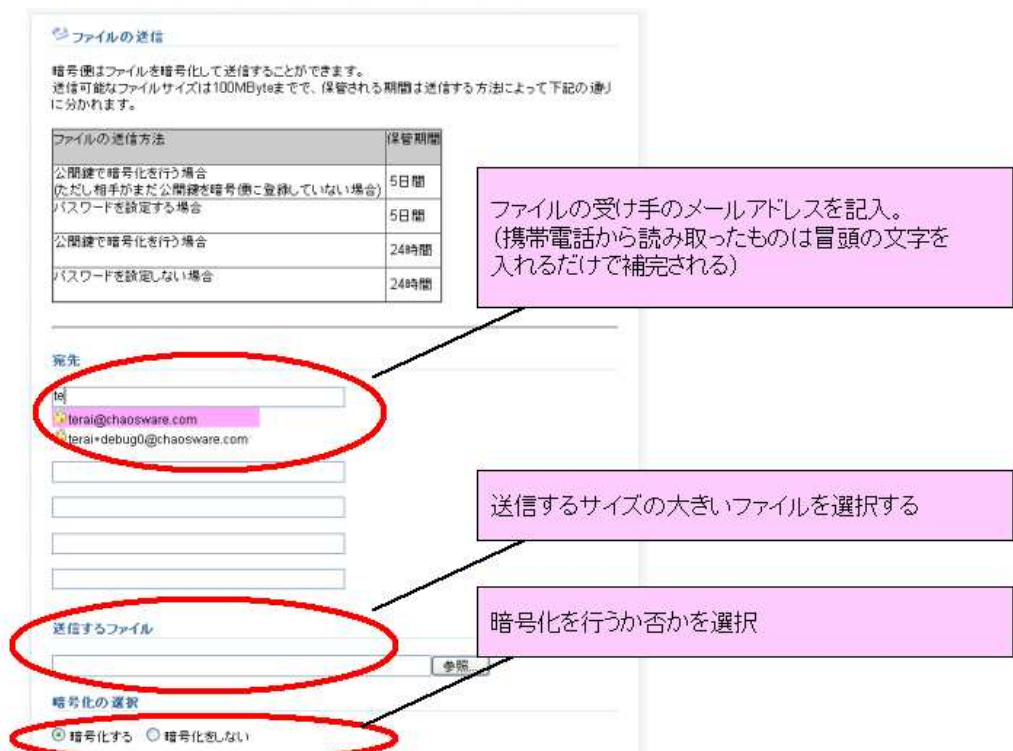 ファイルの送信
暗号便はファイルを暗号化して送信することができます。
送信可能なファイルサイズは100MByteまでで、保管される期間は送信する方法によって下記の通り
に分かれます。
ファイルの送信方法 保管期間
公開鍵で暗号化を行う場合
(ただし相手がまだ公開鍵を暗号便に登録していない場合) 5日間
パスワードを設定する場合 5日間
公開鍵で暗号化を行う場合 24時間
パスワードを設定しない場合 24時間
ファイルの受け手のメールアドレスを記入。
(携帯電話から読み取ったものは冒頭の文字を
入れるだけで補完される)
宛先
te
terai@chaosware.com
terai+debug0@chaosware.com
送信するサイズの大きいファイルを選択する
送信するファイル
参照...
暗号化を行うか否かを選択
暗号化の選択
暗号化する 暗号化をしない